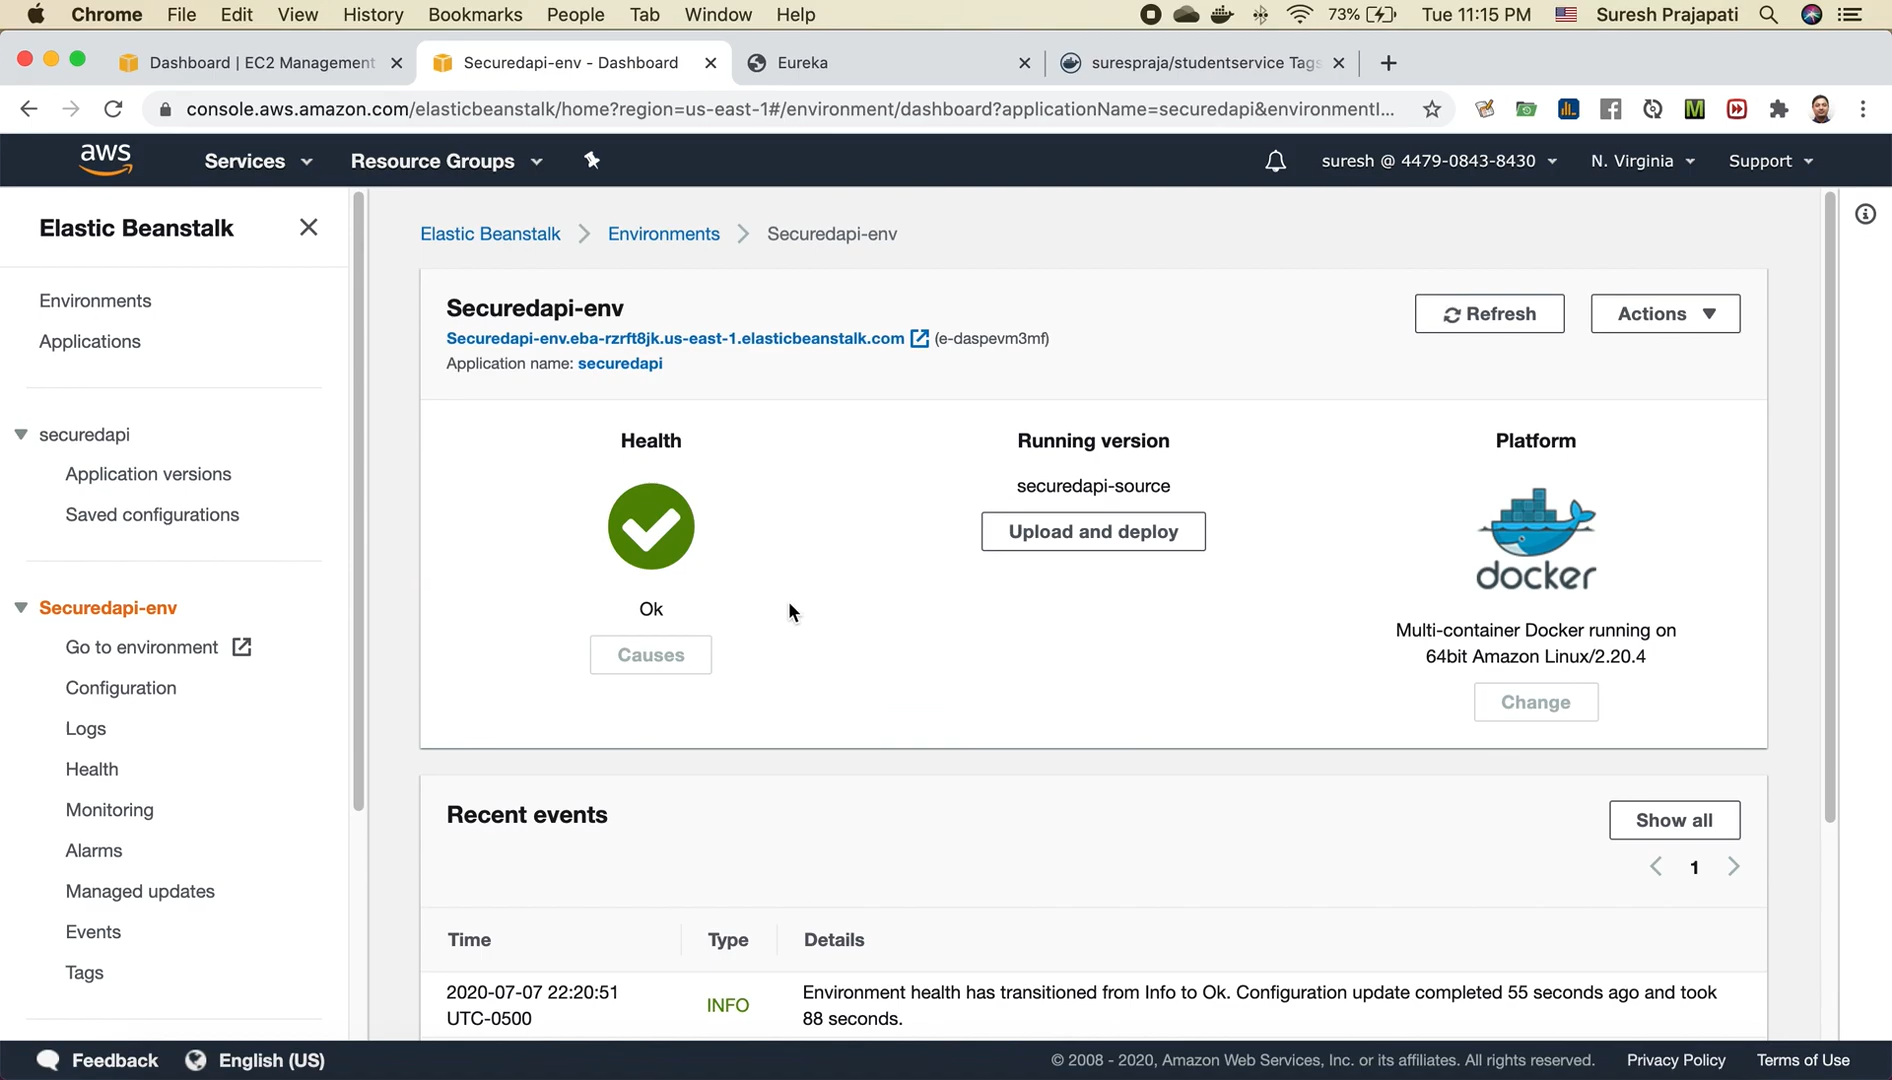 Chrome File Edit View History Bookmarks People Tab Window Help 73% Tue 11:15 PM Suresh Prajapati
Dashboard | EC2 Management
Securedapi-env - Dashboard
Eureka
surespraja/studentservice Tags
console.aws.amazon.com/elasticbeanstalk/home?region=us-east-1#/environment/dashboard?applicationName=securedapi&environmentI...
aws Services Resource Groups suresh @ 4479-0843-8430 N. Virginia Support
Elastic Beanstalk
Environments
Applications
securedapi
Application versions
Saved configurations
Securedapi-env
Go to environment
Configuration
Logs
Health
Monitoring
Alarms
Managed updates
Events
Tags
Elastic Beanstalk Environments Securedapi-env
Securedapi-env
Securedapi-env.eba-rzrft8jk.us-east-1.elasticbeanstalk.com (e-daspevm3mf)
Application name: securedapi
Refresh
Actions
Health
Ok
Causes
Running version
securedapi-source
Upload and deploy
Platform
docker
Multi-container Docker running on
64bit Amazon Linux/2.20.4
Change
Recent events
Show all
1
Time Type Details
2020-07-07 22:20:51 UTC-0500
INFO
Environment health has transitioned from Info to Ok. Configuration update completed 55 seconds ago and took
88 seconds.
Feedback English (US) © 2008 - 2020, Amazon Web Services, Inc. or its affiliates. All rights reserved. Privacy Policy Terms of Use